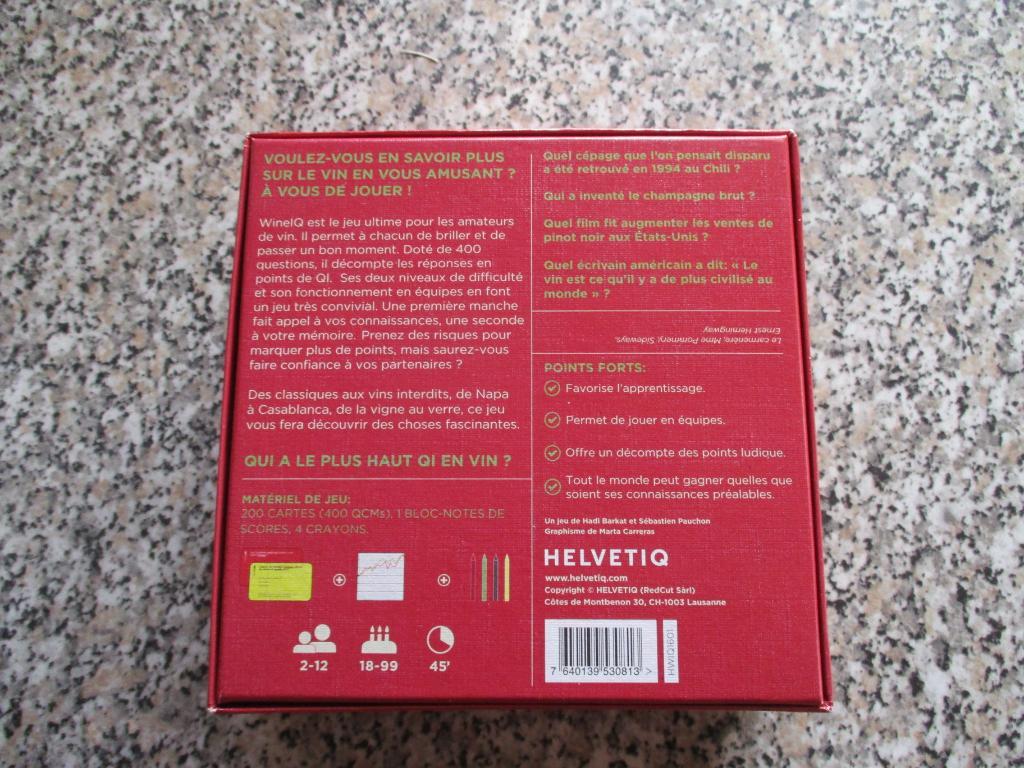 VOULEZ-VOUS EN SAVOIR PLUS
SUR LE VIN EN VOUS AMUSANT ?
À VOUS DE JOUER !
WineIQ est le jeu ultime pour les amateurs
de vin. Il permet à chacun de briller et de
passer un bon moment. Doté de 400
questions, il décompte les réponses en
points de QI. Ses deux niveaux de difficulté
et son fonctionnement en équipes en font
un jeu très convivial. Une première manche
fait appel à vos connaissances, une seconde
à votre mémoire. Prenez des risques pour
marquer plus de points, mais saurez-vous
faire confiance à vos partenaires ?
Des classiques aux vins interdits, de Napa
à Casablanca, de la vigne au verre, ce jeu
vous fera découvrir des choses fascinantes.
QUI A LE PLUS HAUT QI EN VIN ?
MATÉRIEL DE JEU:
200 CARTES (400 QCMs), 1 BLOC-NOTES DE
SCORES, 4 CRAYONS.
2-12
18-99
45'
Quel cépage que l'on pensait disparu
a été retrouvé en 1994 au Chili ?
Qui a inventé le champagne brut ?
Quel film fit augmenter les ventes de
pinot noir aux États-Unis ?
Quel écrivain américain a dit: « Le
vin est ce qu'il y a de plus civilisé au
monde » ?
Le carmenère, Mme Pommery, Sideways,
Ernest Hemingway
POINTS FORTS:
Favorise l'apprentissage.
Permet de jouer en équipes.
Offre un décompte des points ludique.
Tout le monde peut gagner quelles que
soient ses connaissances préalables.
Un jeu de Hadi Barkat et Sébastien Pauchon
Graphisme de Marta Carreras
HELVETIQ
www.helvetiq.com
Copyright © HELVETIQ (RedCut Sàrl)
Côtes de Montbenon 30, CH-1003 Lausanne
7 640139 530813 >
HWIQ1601